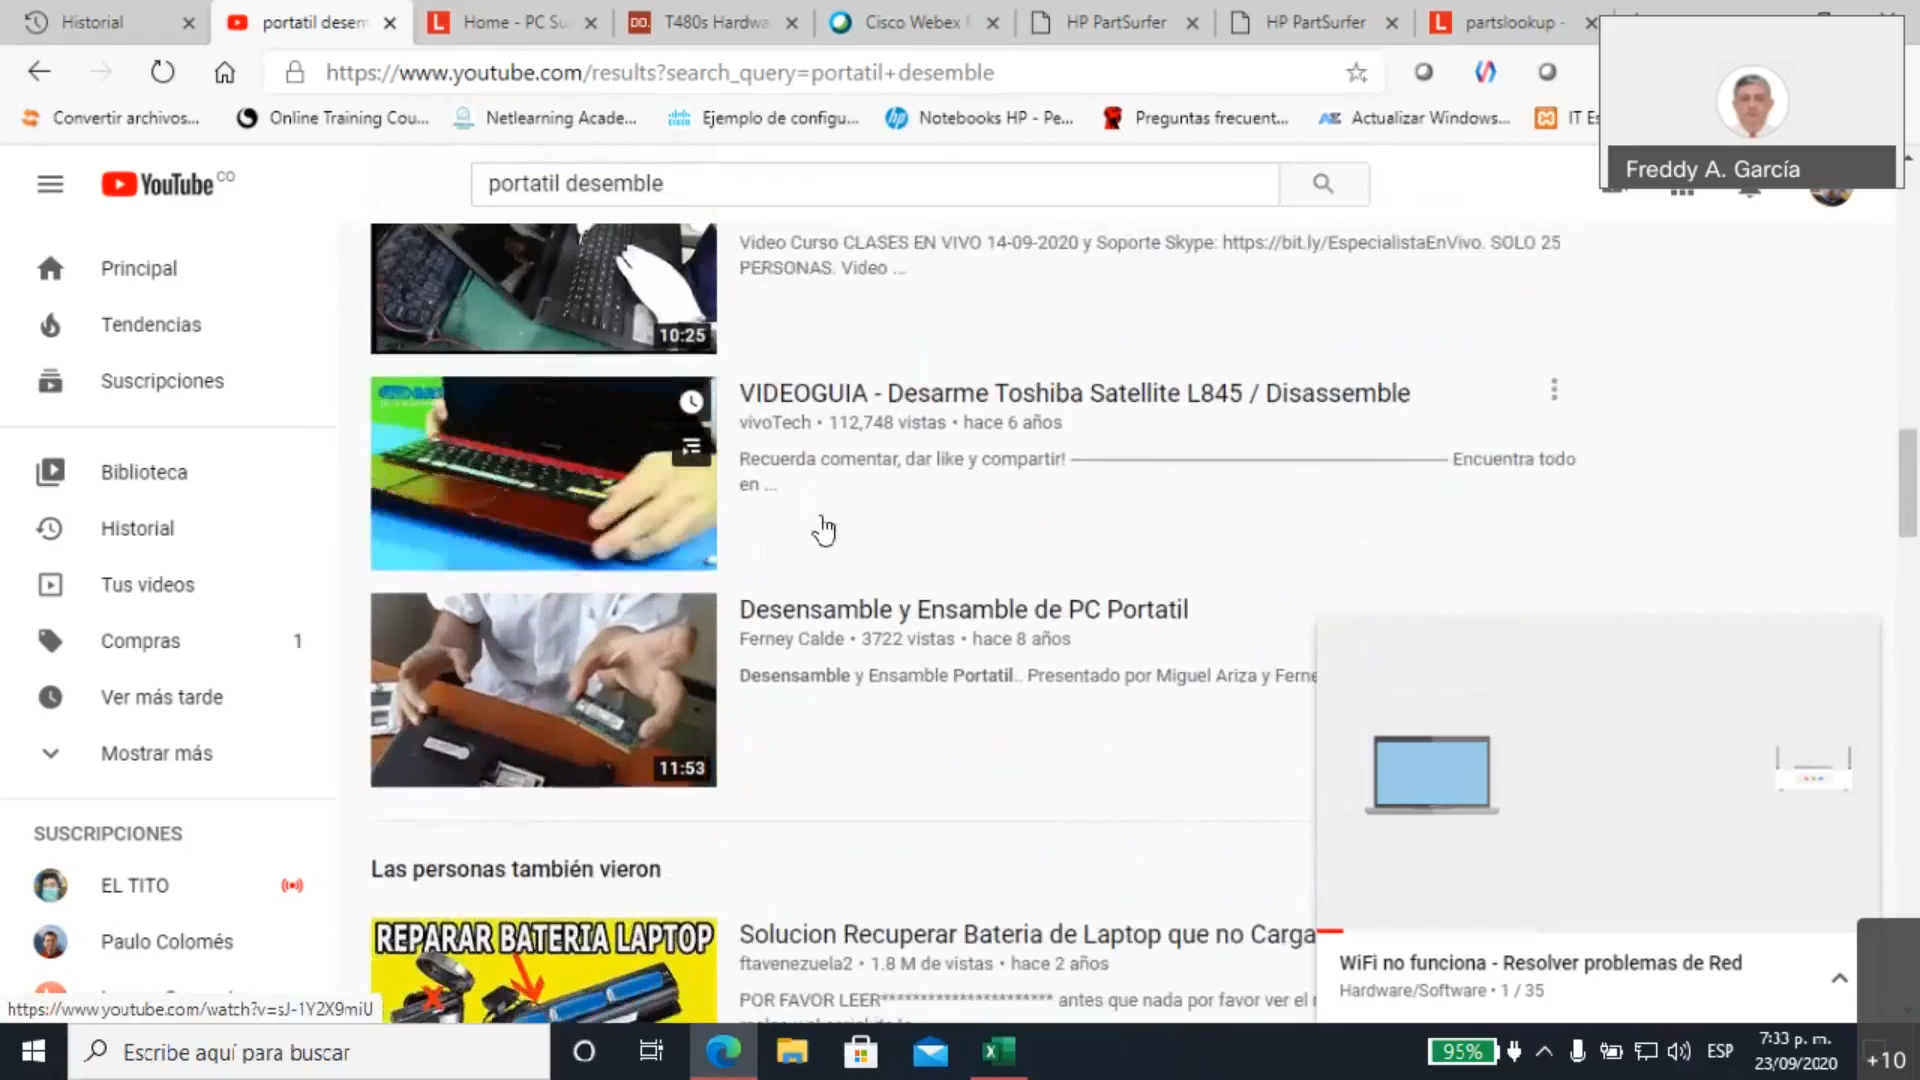 Historial
portatil desem
Home - PC Su
T480s Hardwa
Cisco Webex
HP PartSurfer
HP PartSurfer
partslookup -
https://www.youtube.com/results?search_query=portatil+desemble
Convertir archivos...
Online Training Cou...
Netlearning Acade...
Ejemplo de configu...
Notebooks HP - Pe...
Preguntas frecuent...
Actualizar Windows...
IT Es
Freddy A. García
YouTube CO
portatil desemble
Principal
Tendencias
Suscripciones
Biblioteca
Historial
Tus videos
Compras 1
Ver más tarde
Mostrar más
SUSCRIPCIONES
EL TITO
Paulo Colomés
Video Curso CLASES EN VIVO 14-09-2020 y Soporte Skype: https://bit.ly/EspecialistaEnVivo. SOLO 25
PERSONAS. Video ...
10:25
VIDEOGUIA - Desarme Toshiba Satellite L845 / Disassemble
vivoTech • 112,748 vistas • hace 6 años
Recuerda comentar, dar like y compartir! ———————————————— Encuentra todo
en ...
Desensamble y Ensamble de PC Portatil
Ferney Calde • 3722 vistas • hace 8 años
Desensamble y Ensamble Portatil.. Presentado por Miguel Ariza y Ferne
11:53
Las personas también vieron
REPARAR BATERIA LAPTOP
Solucion Recuperar Bateria de Laptop que no Carga
ftavenezuela2 • 1.8 M de vistas • hace 2 años
POR FAVOR LEER********************** antes que nada por favor ver el
WiFi no funciona - Resolver problemas de Red
Hardware/Software • 1 / 35
https://www.youtube.com/watch?v=sJ-1Y2X9miU
Escribe aquí para buscar
95%
ESP
7:33 p. m.
23/09/2020
+10